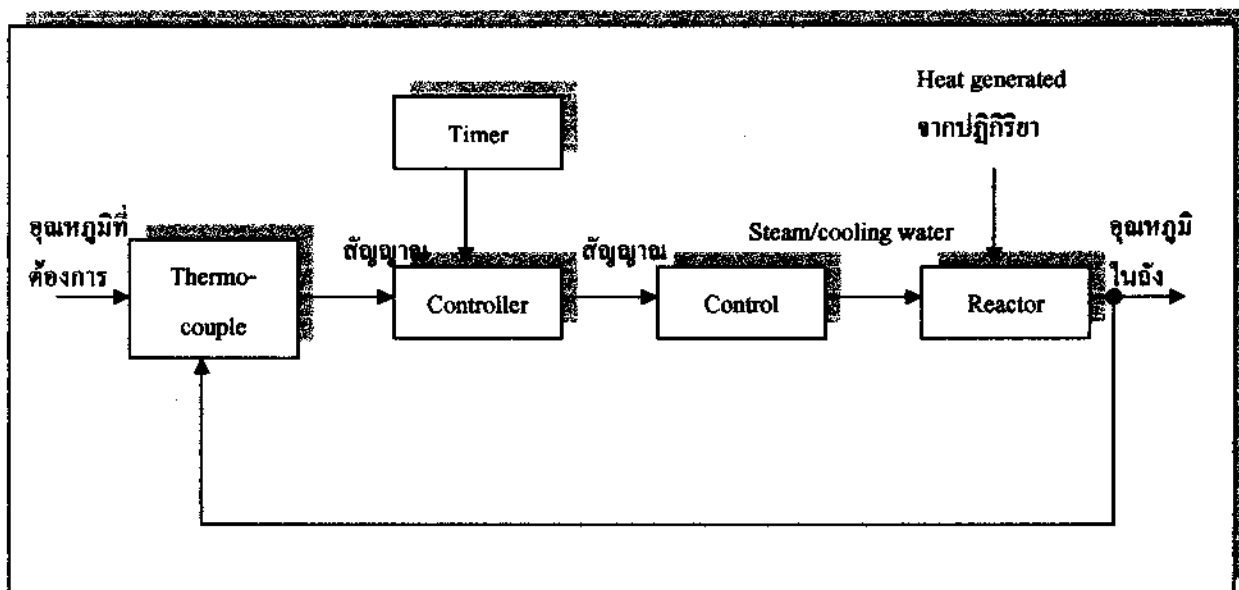 Heat generated
จากปฏิกิริยา
Timer
อุณหภูมิที่
ต้องการ
Thermo-
couple
สัญญาณ
Controller
สัญญาณ
Control
Steam/cooling water
Reactor
อุณหภูมิ
ในถัง